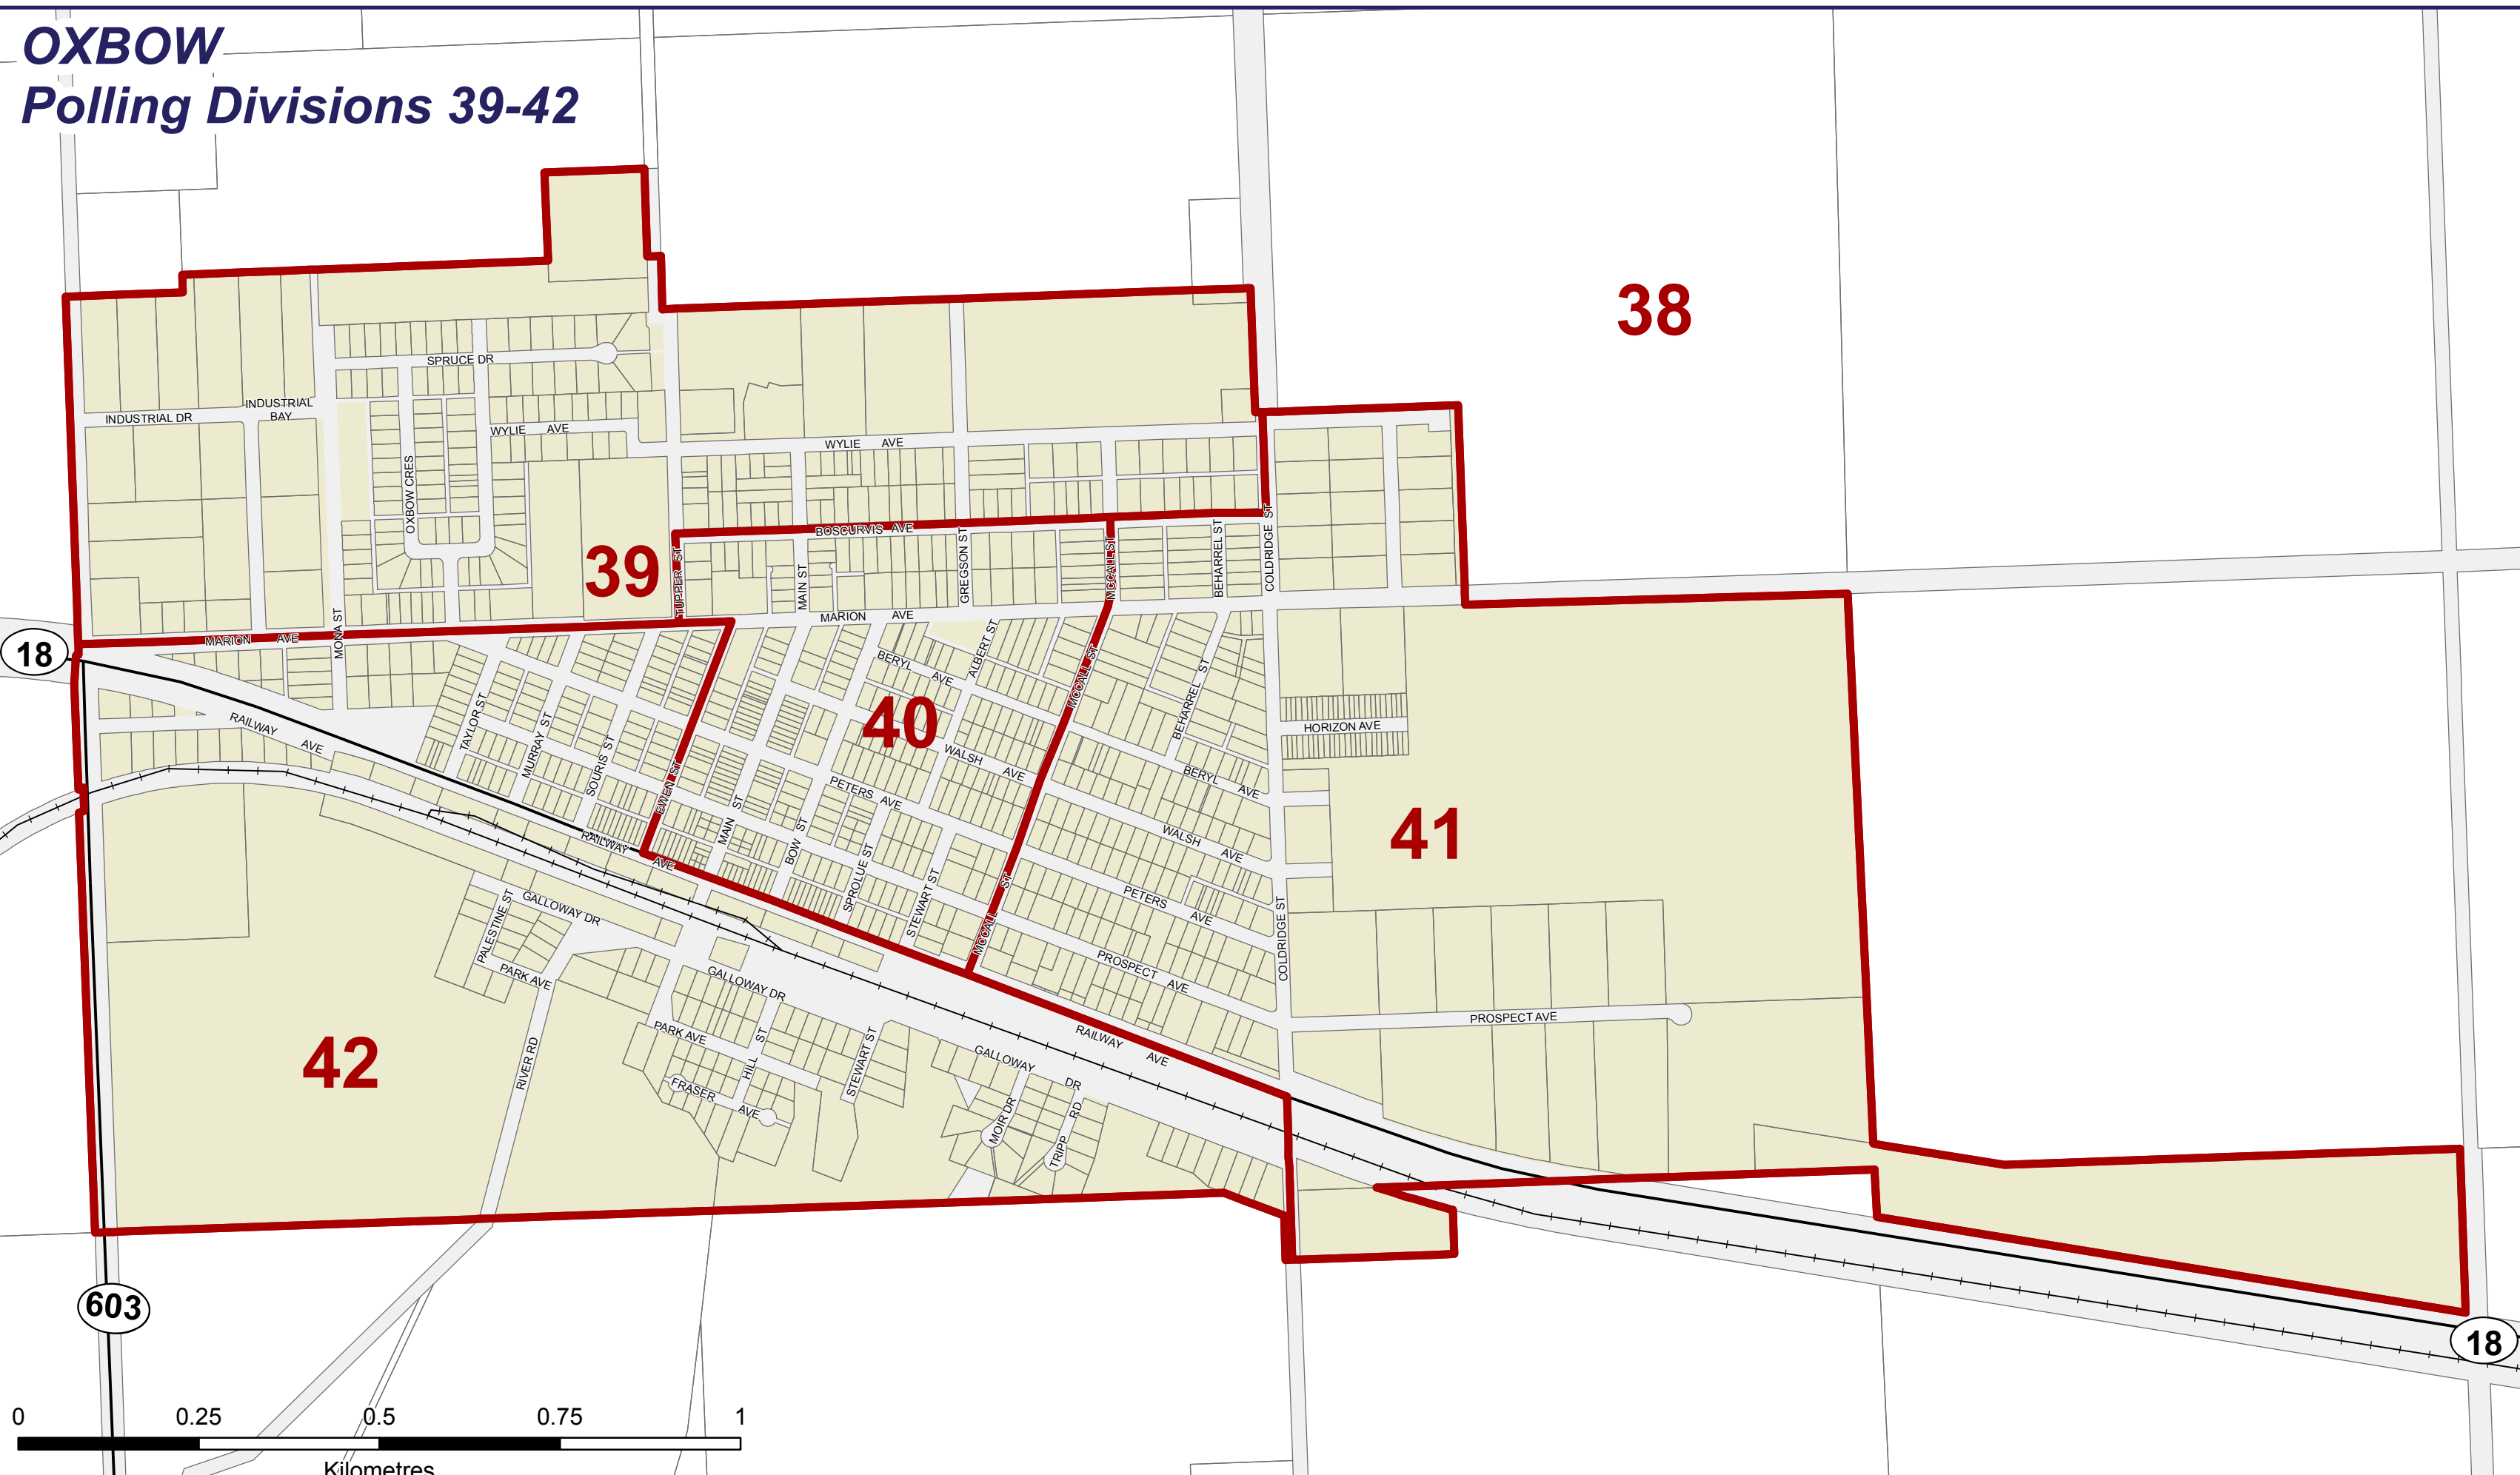 OXBOW
Polling Divisions 39-42
38
SPRUCE DR
INDUSTRIAL DR
INDUSTRIAL
BAY
WYLIE AVE
WYLIE AVE
OXBOW CRES
BOSCURVIS AVE
39
TUPPER ST
MAIN ST
GREGSON ST
MCCALL ST
BEHARREL ST
COLDRIDGE ST
MARION AVE
MARION AVE
MONA ST
18
ALBERT ST
BERYL AVE
MCCALL ST
BEHARREL ST
40
TAYLOR ST
MURRAY ST
SOURIS ST
EWEN ST
RAILWAY AVE
HORIZON AVE
WALSH AVE
BERYL AVE
PETERS AVE
MAIN ST
BOW ST
WALSH AVE
41
RAILWAY AVE
SPROLUE ST
STEWART ST
MCCALL ST
PETERS AVE
COLDRIDGE ST
PALESTINE ST
GALLOWAY DR
PARK AVE
GALLOWAY DR
PROSPECT AVE
PROSPECT AVE
42
RIVER RD
PARK AVE
HILL ST
STEWART ST
FRASER AVE
RAILWAY AVE
GALLOWAY DR
MOIR DR
TRIPP RD
603
18
0 0.25 0.5 0.75 1
Kilometres